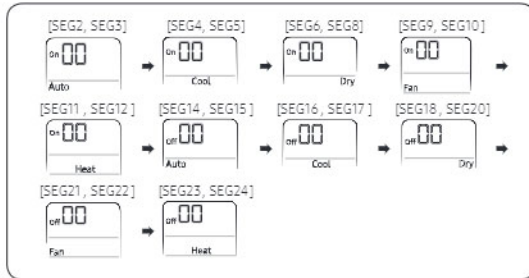 [SEG2, SEG3] [SEG4, SEG5] [SEG6, SEG8] [SEG9, SEG10]
On 00 On 00 On 00 On 00
Auto Cool Dry Fan
[SEG11, SEG12] [SEG14, SEG15] [SEG16, SEG17] [SEG18, SEG20]
On 00 Off 00 Off 00 Off 00
Heat Auto Cool Dry
[SEG21, SEG22] [SEG23, SEG24]
Off 00 Off 00
Fan Heat